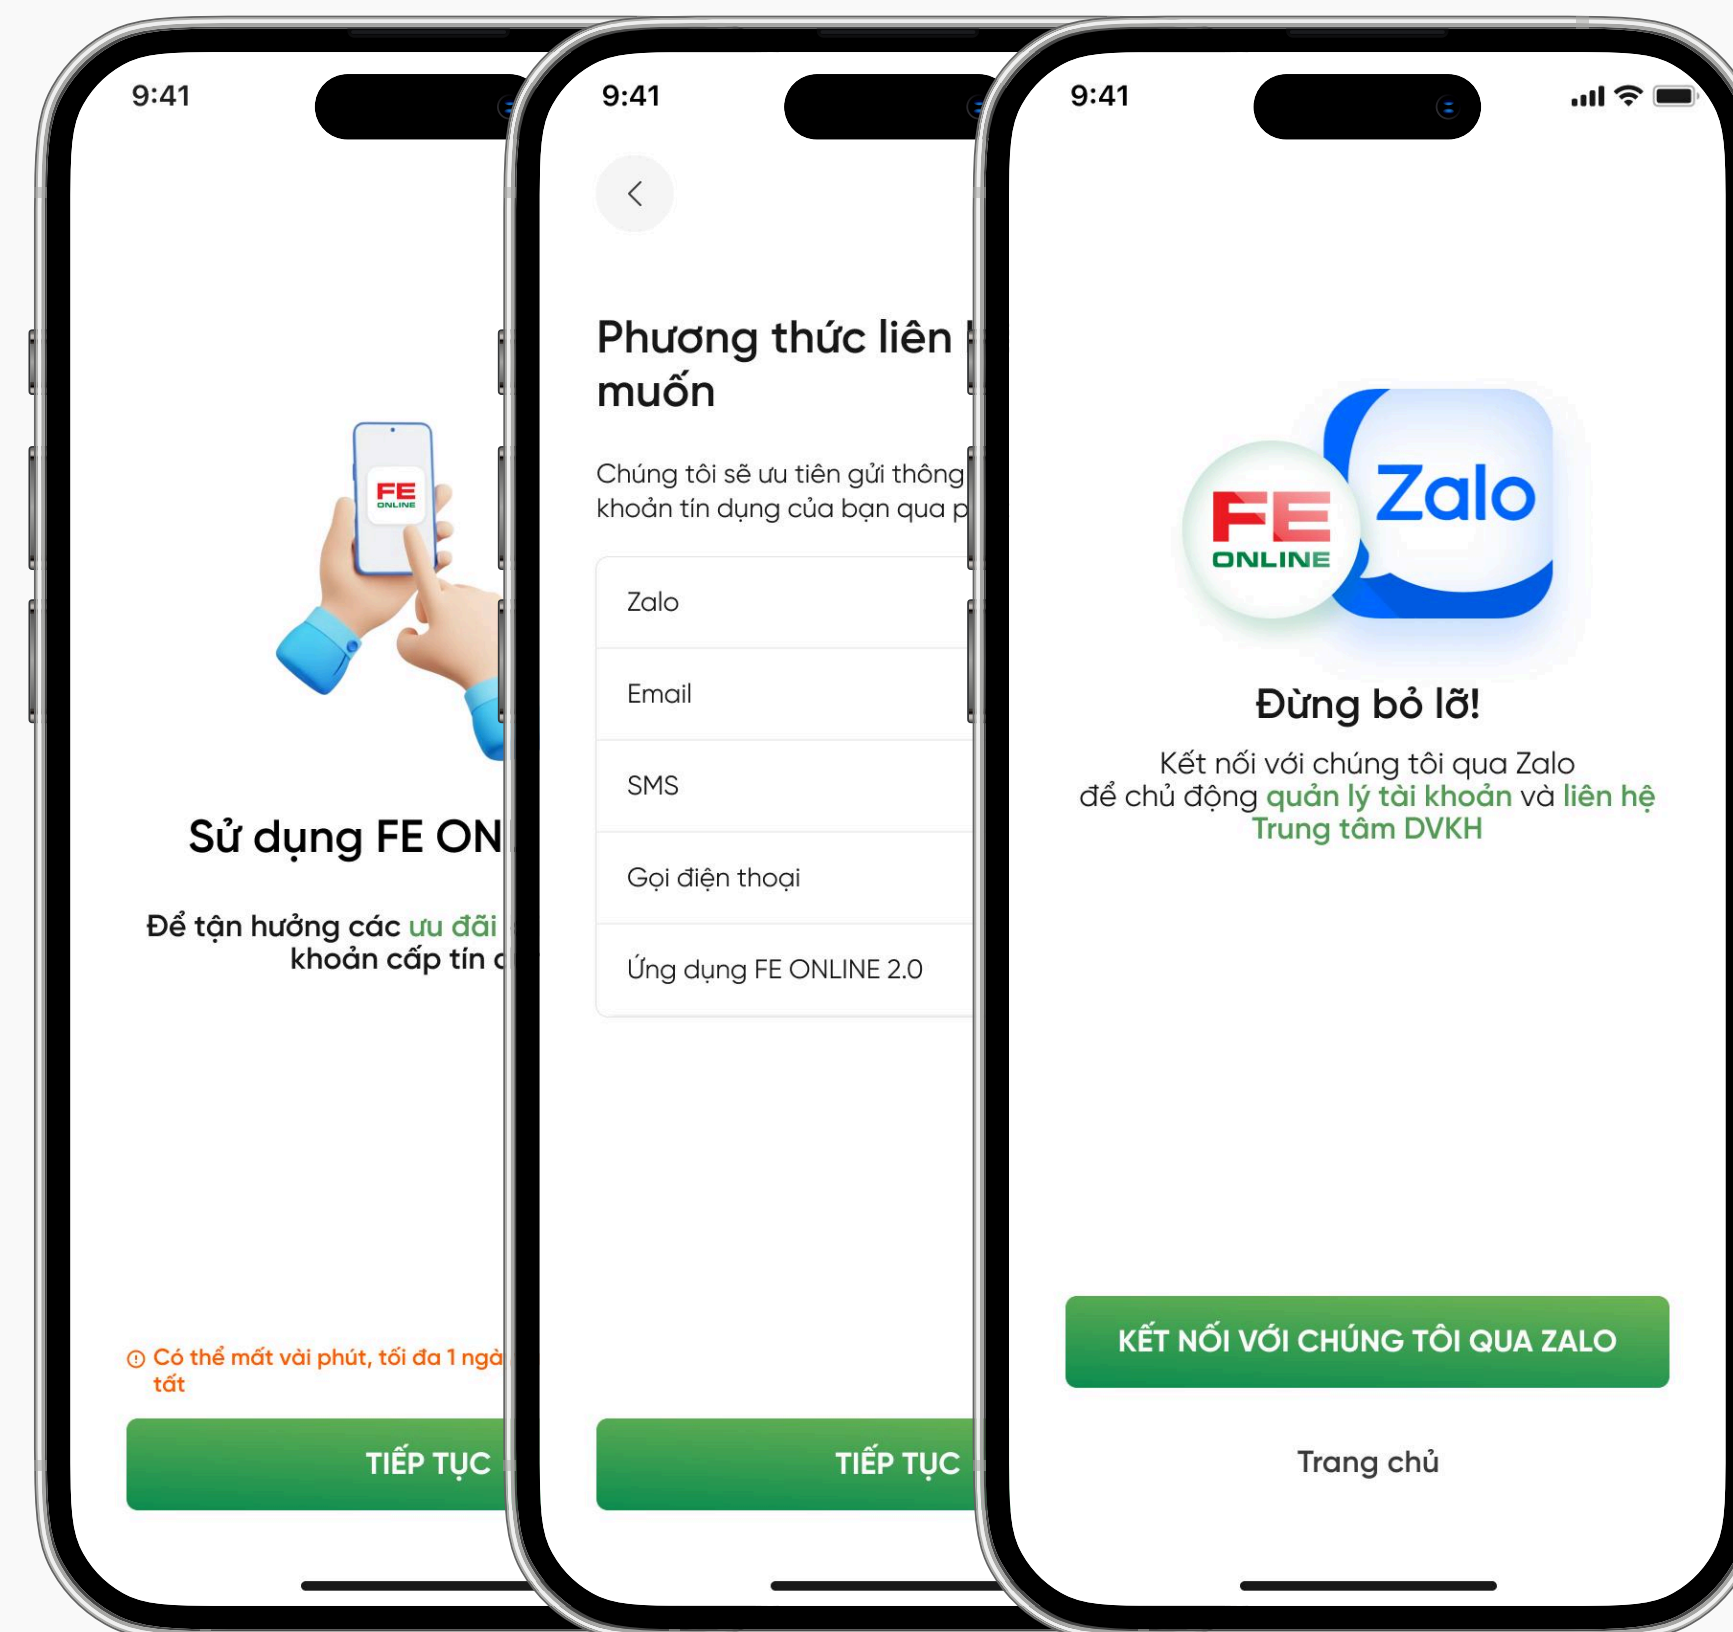 9:41
FE
ONLINE
Sử dụng FE ON
Để tận hưởng các ưu đãi
khoản cấp tín
Có thể mất vài phút, tối đa 1
tất
TIẾP TỤC
9:41
Phương thức liên
muốn
Chúng tôi sẽ ưu tiên gửi thông
khoản tín dụng của bạn qua
Zalo
Email
SMS
Gọi điện thoại
Ứng dụng FE ONLINE 2.0
TIẾP TỤC
9:41
FE
ONLINE
Zalo
Đừng bỏ lỡ!
Kết nối với chúng tôi qua Zalo
để chủ động quản lý tài khoản và liên hệ
Trung tâm DVKH
KẾT NỐI VỚI CHÚNG TÔI QUA ZALO
Trang chủ